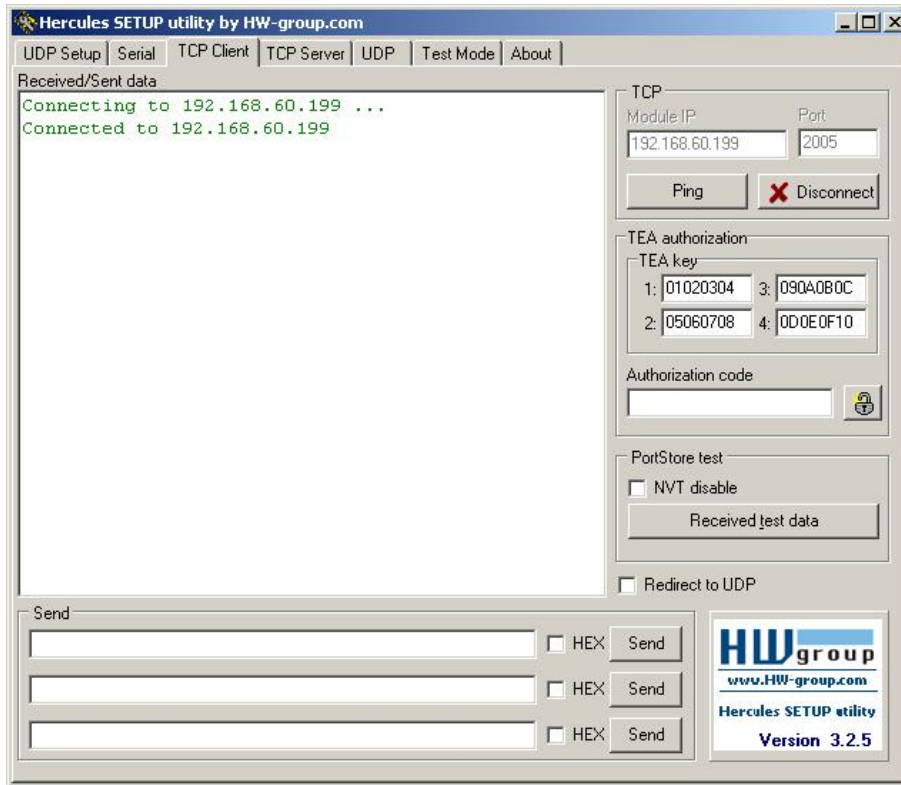 Hercules SETUP utility by HW-group.com
UDP Setup Serial TCP Client TCP Server UDP Test Mode About
Received/Sent data
Connecting to 192.168.60.199 ...
Connected to 192.168.60.199
TCP
Module IP Port
192.168.60.199 2005
Ping Disconnect
TEA authorization
TEA key
1: 01020304 3: 090A0B0C
2: 05060708 4: 0D0E0F10
Authorization code
PortStore test
NVT disable
Received test data
Redirect to UDP
Send
HEX Send
HEX Send
HEX Send
HW group
www.HW-group.com
Hercules SETUP utility
Version 3.2.5